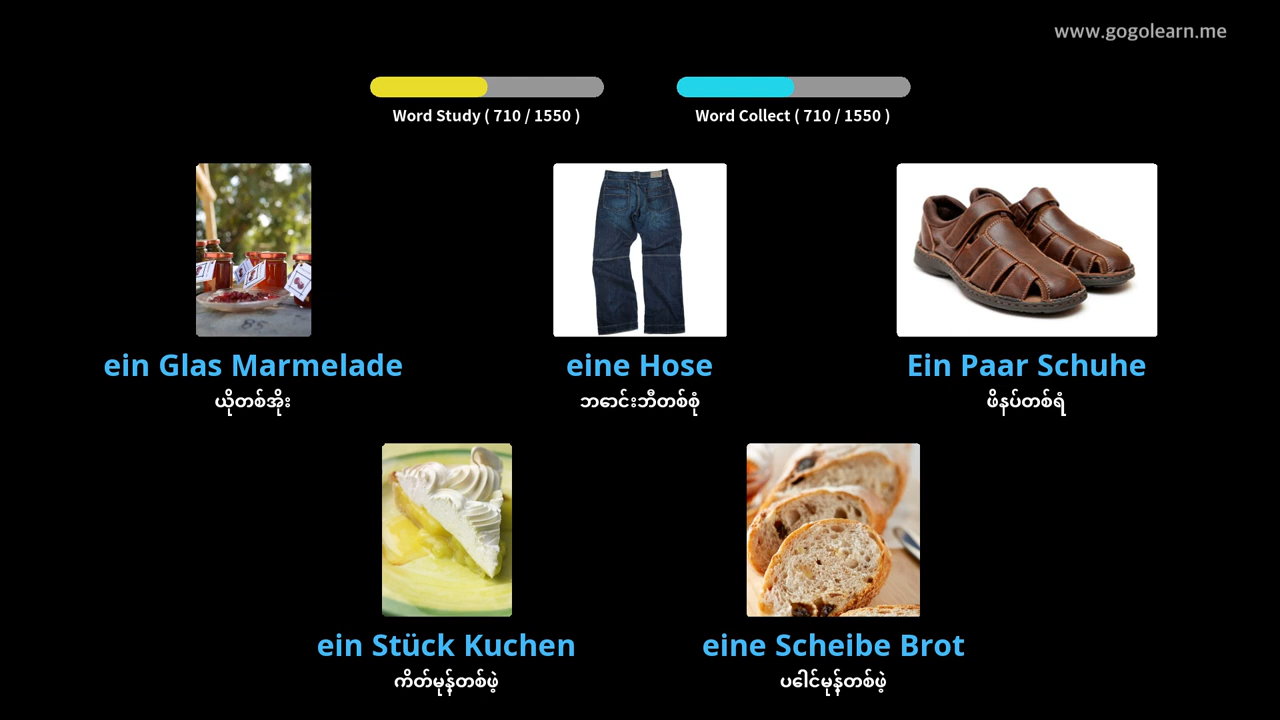 www.gogolearn.me
Word Study ( 710 / 1550 )
Word Collect ( 710 / 1550 )
ein Glas Marmelade
ယိုတစ်အိုး
eine Hose
ဘောင်းဘီတစ်စုံ
Ein Paar Schuhe
ဖိနပ်တစ်ရံ
ein Stück Kuchen
ကိတ်မုန့်တစ်ဖဲ့
eine Scheibe Brot
ပေါင်မုန့်တစ်ဖဲ့